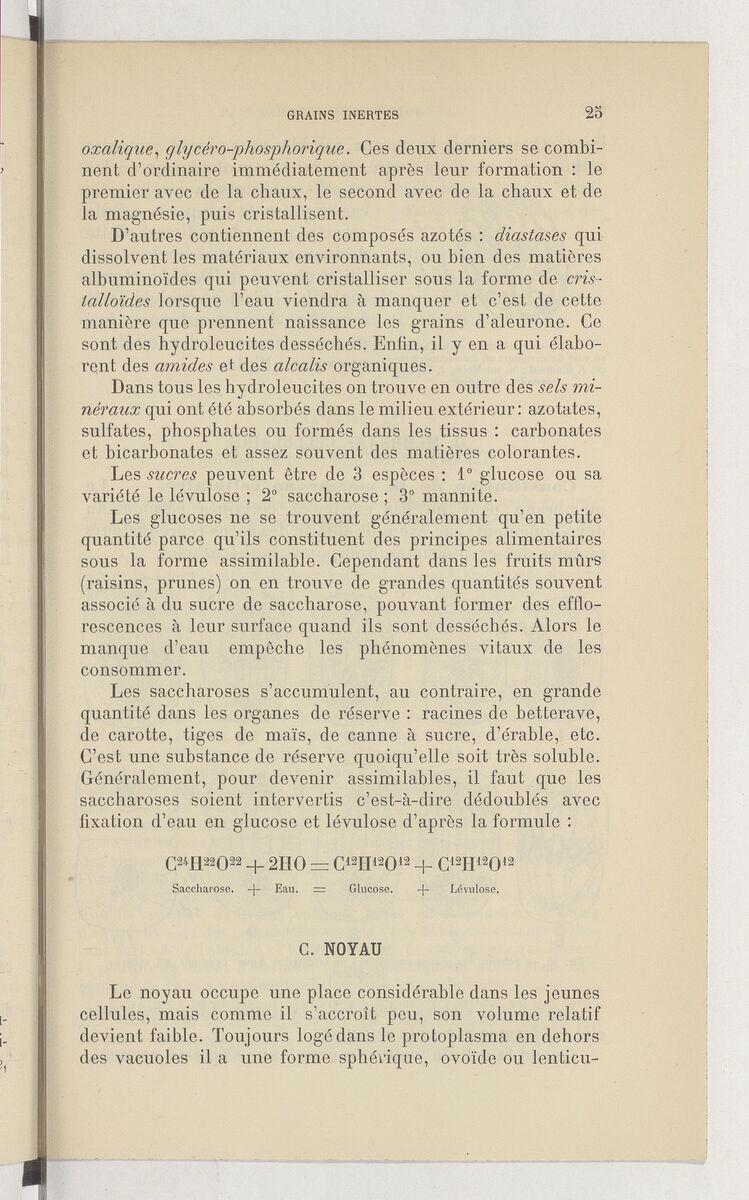 GRAINS INERTES 25
oxalique, glycéro-phosphorique. Ces deux derniers se combi-
nent d'ordinaire immédiatement après leur formation : le
premier avec de la chaux, le second avec de la chaux et de
la magnésie, puis cristallisent.
D'autres contiennent des composés azotés : diastases qui
dissolvent les matériaux environnants, ou bien des matières
albuminoïdes qui peuvent cristalliser sous la forme de cris-
talloïdes lorsque l'eau viendra à manquer et c'est de cette
manière que prennent naissance les grains d'aleurone. Ce
sont des hydroleucites desséchés. Enfin, il y en a qui élabo-
rent des amides et des alcalis organiques.
Dans tous les hydroleucites on trouve en outre des sels mi-
néraux qui ont été absorbés dans le milieu extérieur : azotates,
sulfates, phosphates ou formés dans les tissus : carbonates
et bicarbonates et assez souvent des matières colorantes.
Les sucres peuvent être de 3 espèces : 1° glucose ou sa
variété le lévulose ; 2° saccharose ; 3° mannite.
Les glucoses ne se trouvent généralement qu'en petite
quantité parce qu'ils constituent des principes alimentaires
sous la forme assimilable. Cependant dans les fruits mûrs
(raisins, prunes) on en trouve de grandes quantités souvent
associé à du sucre de saccharose, pouvant former des efflo-
rescences à leur surface quand ils sont desséchés. Alors le
manque d'eau empêche les phénomènes vitaux de les
consommer.
Les saccharoses s'accumulent, au contraire, en grande
quantité dans les organes de réserve : racines de betterave,
de carotte, tiges de maïs, de canne à sucre, d'érable, etc.
C'est une substance de réserve quoiqu'elle soit très soluble.
Généralement, pour devenir assimilables, il faut que les
saccharoses soient intervertis c'est-à-dire dédoublés avec
fixation d'eau en glucose et lévulose d'après la formule :
C²⁴H²²O²² + 2HO = C¹²H¹²O¹² + C¹²H¹²O¹²
Saccharose. + Eau. = Glucose. + Lévulose.
C. NOYAU
Le noyau occupe une place considérable dans les jeunes
cellules, mais comme il s'accroît peu, son volume relatif
devient faible. Toujours logé dans le protoplasma en dehors
des vacuoles il a une forme sphérique, ovoïde ou lenticu-